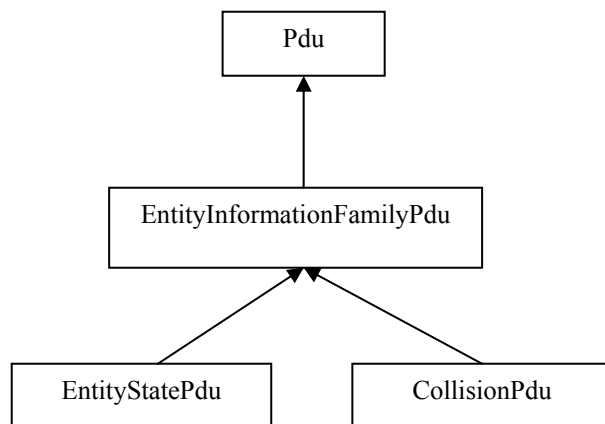 Pdu
EntityInformationFamilyPdu
EntityStatePdu
CollisionPdu